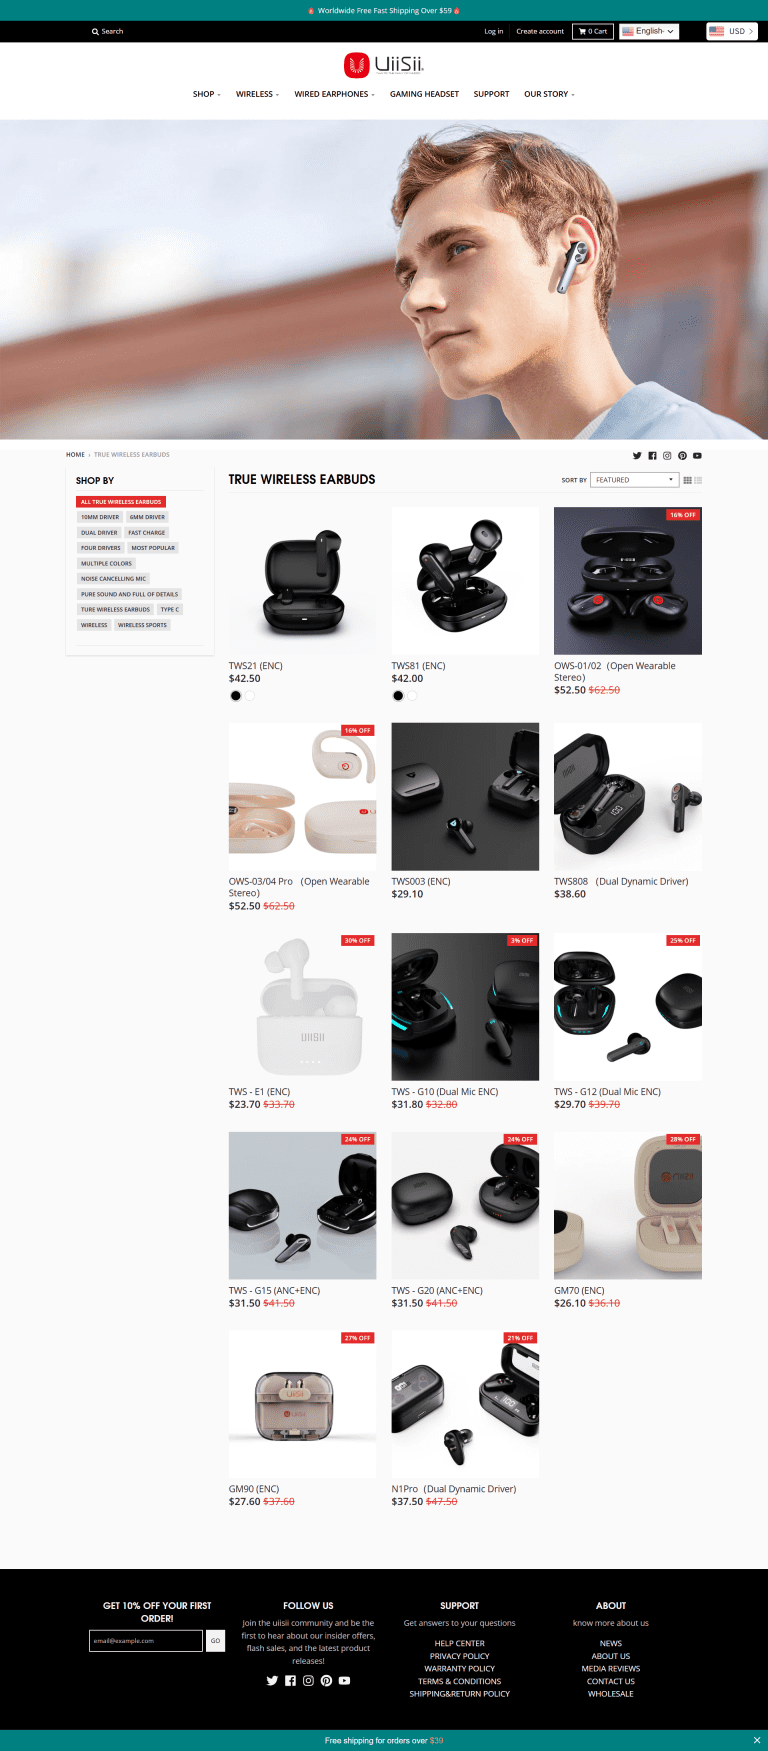 Worldwide Free Fast Shipping Over $59
Search
Log in
Create account
0 Cart
English
USD
UiiSii
SHOP
WIRELESS
WIRED EARPHONES
GAMING HEADSET
SUPPORT
OUR STORY
HOME › TRUE WIRELESS EARBUDS
SHOP BY
ALL TRUE WIRELESS EARBUDS
10MM DRIVER
6MM DRIVER
DUAL DRIVER
FAST CHARGE
FOUR DRIVERS
MOST POPULAR
MULTIPLE COLORS
NOISE CANCELLING MIC
PURE SOUND AND FULL OF DETAILS
TURE WIRELESS EARBUDS
TYPE C
WIRELESS
WIRELESS SPORTS
TRUE WIRELESS EARBUDS
SORT BY
FEATURED
TWS21 (ENC)
$42.50
TWS81 (ENC)
$42.00
16% OFF
OWS-01/02（Open Wearable
Stereo）
$52.50 $62.50
16% OFF
OWS-03/04 Pro （Open Wearable
Stereo）
$52.50 $62.50
TWS003 (ENC)
$29.10
TWS808 （Dual Dynamic Driver)
$38.60
30% OFF
UIISII
TWS - E1 (ENC)
$23.70 $33.70
3% OFF
TWS - G10 (Dual Mic ENC)
$31.80 $32.80
25% OFF
TWS - G12 (Dual Mic ENC)
$29.70 $39.70
24% OFF
TWS - G15 (ANC+ENC)
$31.50 $41.50
24% OFF
TWS - G20 (ANC+ENC)
$31.50 $41.50
28% OFF
UiiSii
GM70 (ENC)
$26.10 $36.10
27% OFF
UiiSii
UiiSii
GM90 (ENC)
$27.60 $37.60
21% OFF
N1Pro（Dual Dynamic Driver)
$37.50 $47.50
GET 10% OFF YOUR FIRST
ORDER!
email@example.com
GO
FOLLOW US
Join the uiisii community and be the
first to hear about our insider offers,
flash sales, and the latest product
releases!
SUPPORT
Get answers to your questions
HELP CENTER
PRIVACY POLICY
WARRANTY POLICY
TERMS & CONDITIONS
SHIPPING&RETURN POLICY
ABOUT
know more about us
NEWS
ABOUT US
MEDIA REVIEWS
CONTACT US
WHOLESALE
Free shipping for orders over $39